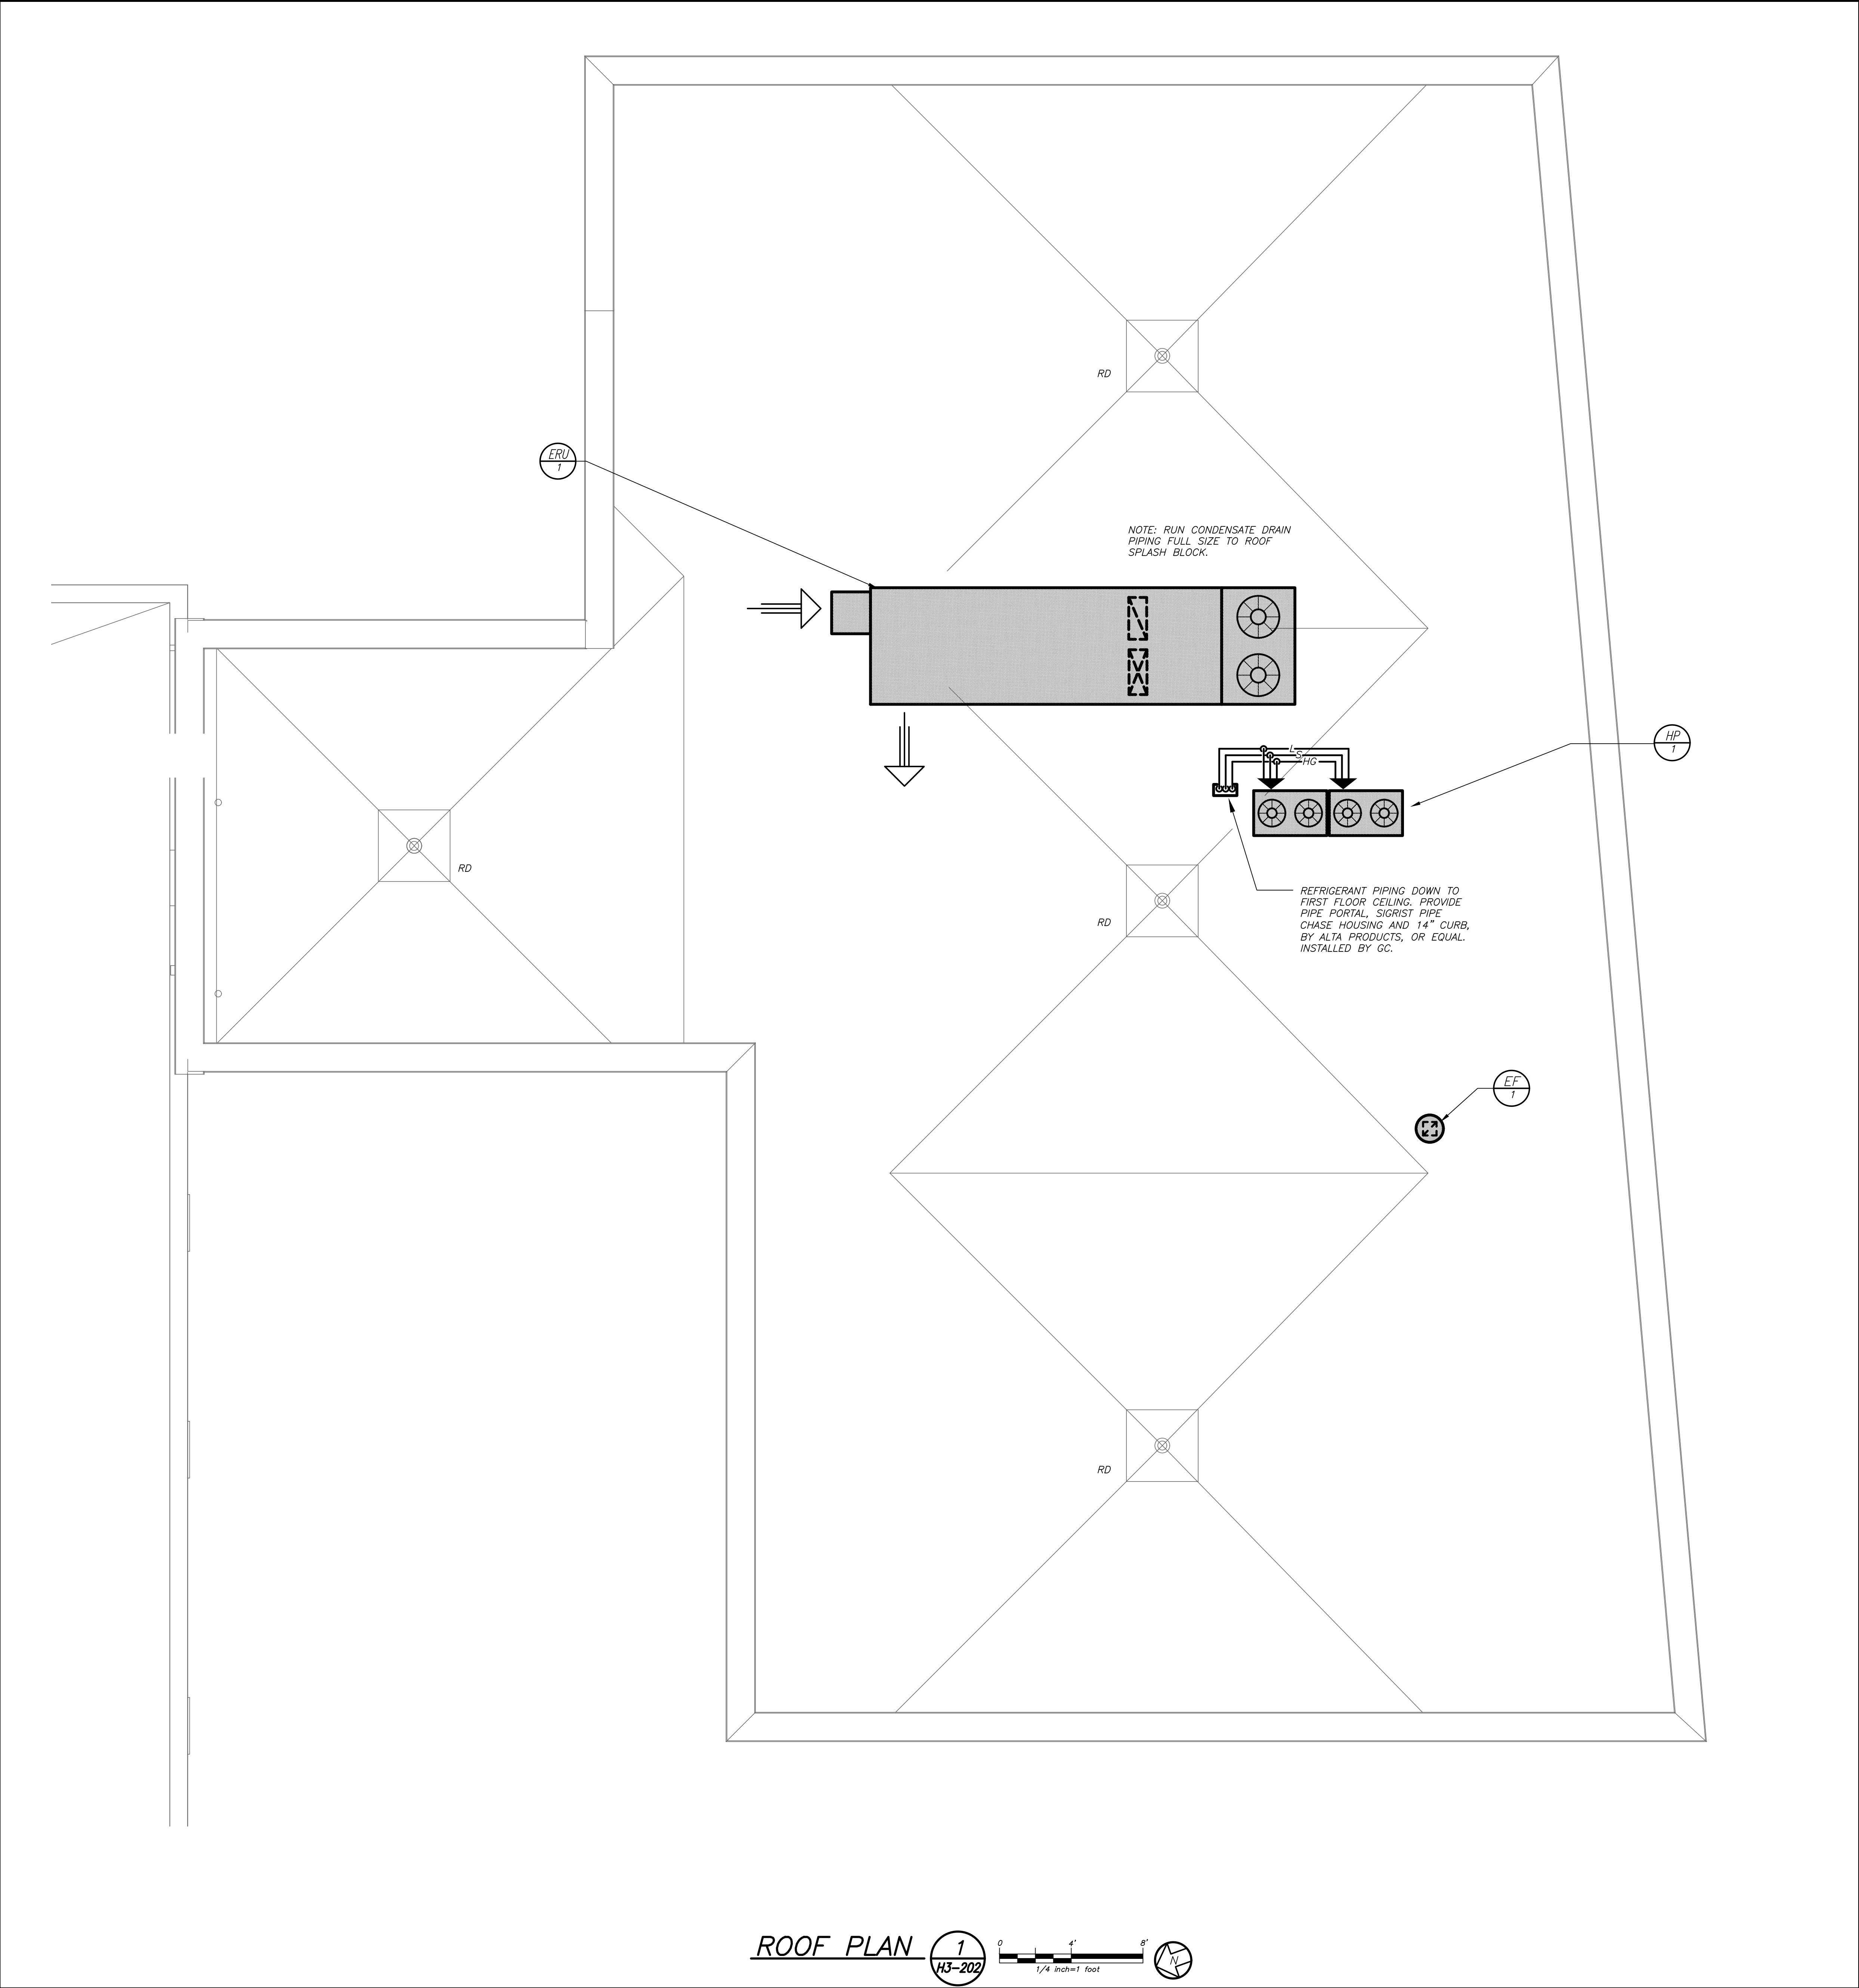 RD
ERU
1
NOTE: RUN CONDENSATE DRAIN
PIPING FULL SIZE TO ROOF
SPLASH BLOCK.
HP
1
L
S
HG
RD
REFRIGERANT PIPING DOWN TO
FIRST FLOOR CEILING. PROVIDE
PIPE PORTAL, SIGRIST PIPE
CHASE HOUSING AND 14" CURB,
BY ALTA PRODUCTS, OR EQUAL.
INSTALLED BY GC.
RD
EF
1
RD
ROOF PLAN
1
H3-202
0 4' 8'
1/4 inch=1 foot
N